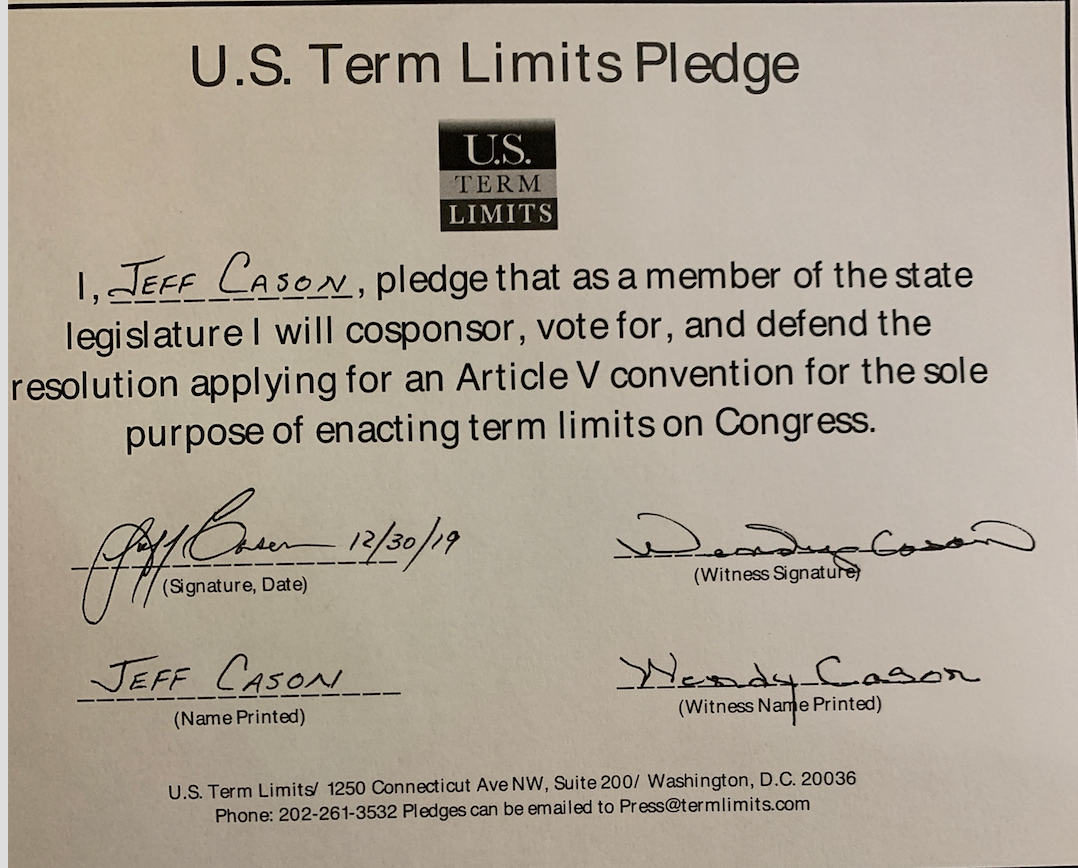 U.S. Term Limits Pledge
U.S.
TERM
LIMITS
I, JEFF CASON, pledge that as a member of the state
legislature I will cosponsor, vote for, and defend the
resolution applying for an Article V convention for the sole
purpose of enacting term limits on Congress.
Jeff Cason 12/30/19 Wendy Cason
(Signature, Date) (Witness Signature)
JEFF CASON Wendy Cason
(Name Printed) (Witness Name Printed)
U.S. Term Limits/ 1250 Connecticut Ave NW, Suite 200/ Washington, D.C. 20036
Phone: 202-261-3532 Pledges can be emailed to Press@termlimits.com